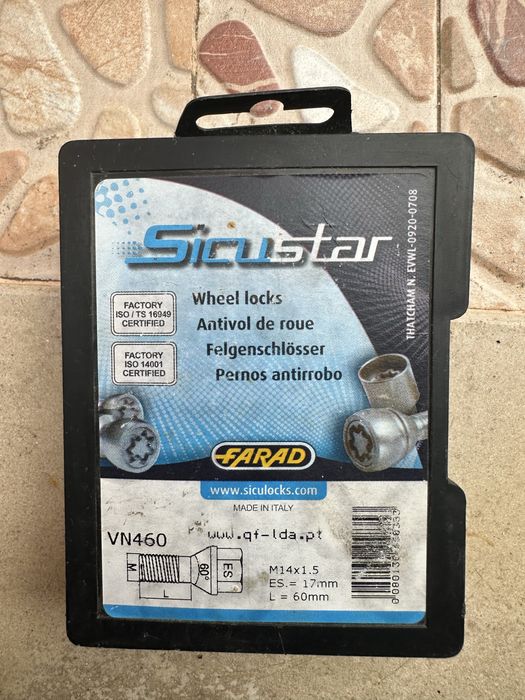 Sicustar
THATCHAM N. EVWL-0920-0708
FACTORY
ISO / TS 16949
CERTIFIED
FACTORY
ISO 14001
CERTIFIED
Wheel locks
Antivol de roue
Felgenschlösser
Pernos antirrobo
FARAD
www.siculocks.com
MADE IN ITALY
VN460
www.qf-lda.pt
M
L
60°
ES
M14x1.5
ES.= 17mm
L = 60mm